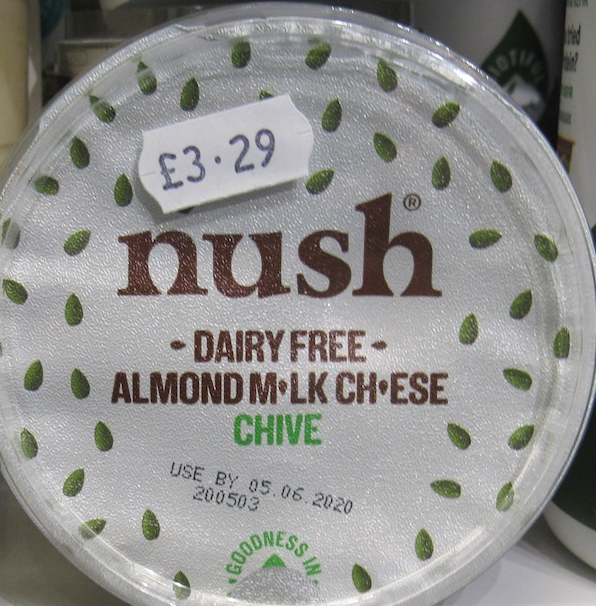 £3.29
nush®
- DAIRY FREE -
ALMOND M•LK CH•ESE
CHIVE
USE BY 05.06.2020
200503
•GOODNESS IN•